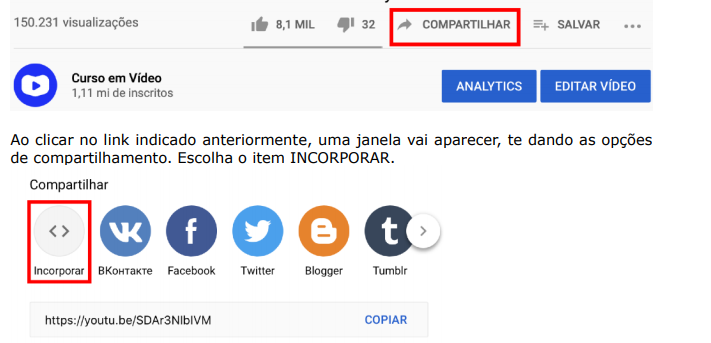 150.231 visualizações 8,1 MIL 32 COMPARTILHAR SALVAR
Curso em Vídeo
1,11 mi de inscritos
ANALYTICS EDITAR VÍDEO
Ao clicar no link indicado anteriormente, uma janela vai aparecer, te dando as opções
de compartilhamento. Escolha o item INCORPORAR.
Compartilhar
Incorporar ВКонтакте Facebook Twitter Blogger Tumblr
https://youtu.be/SDAr3NIbIVM COPIAR